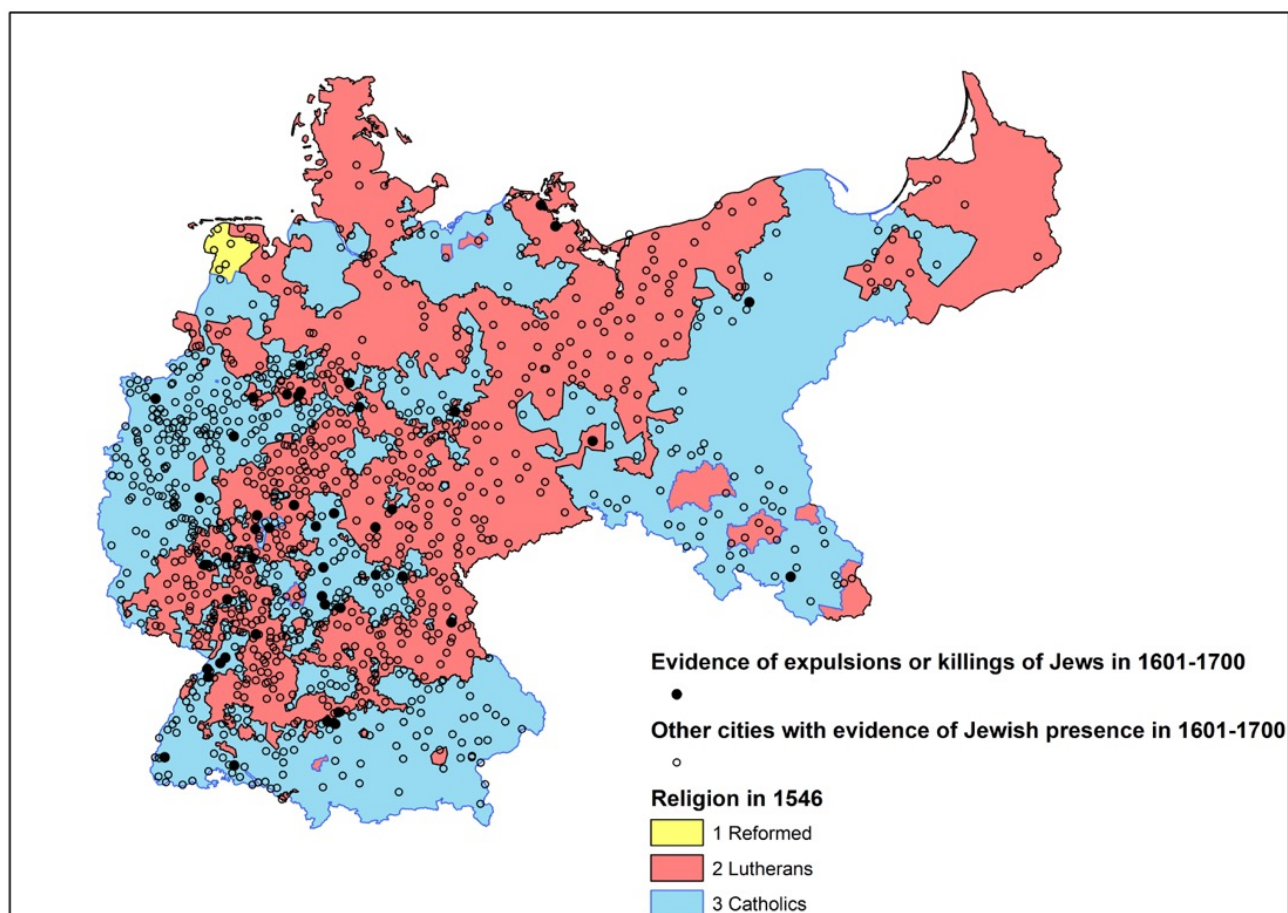 Evidence of expulsions or killings of Jews in 1601-1700
Other cities with evidence of Jewish presence in 1601-1700
Religion in 1546
1 Reformed
2 Lutherans
3 Catholics